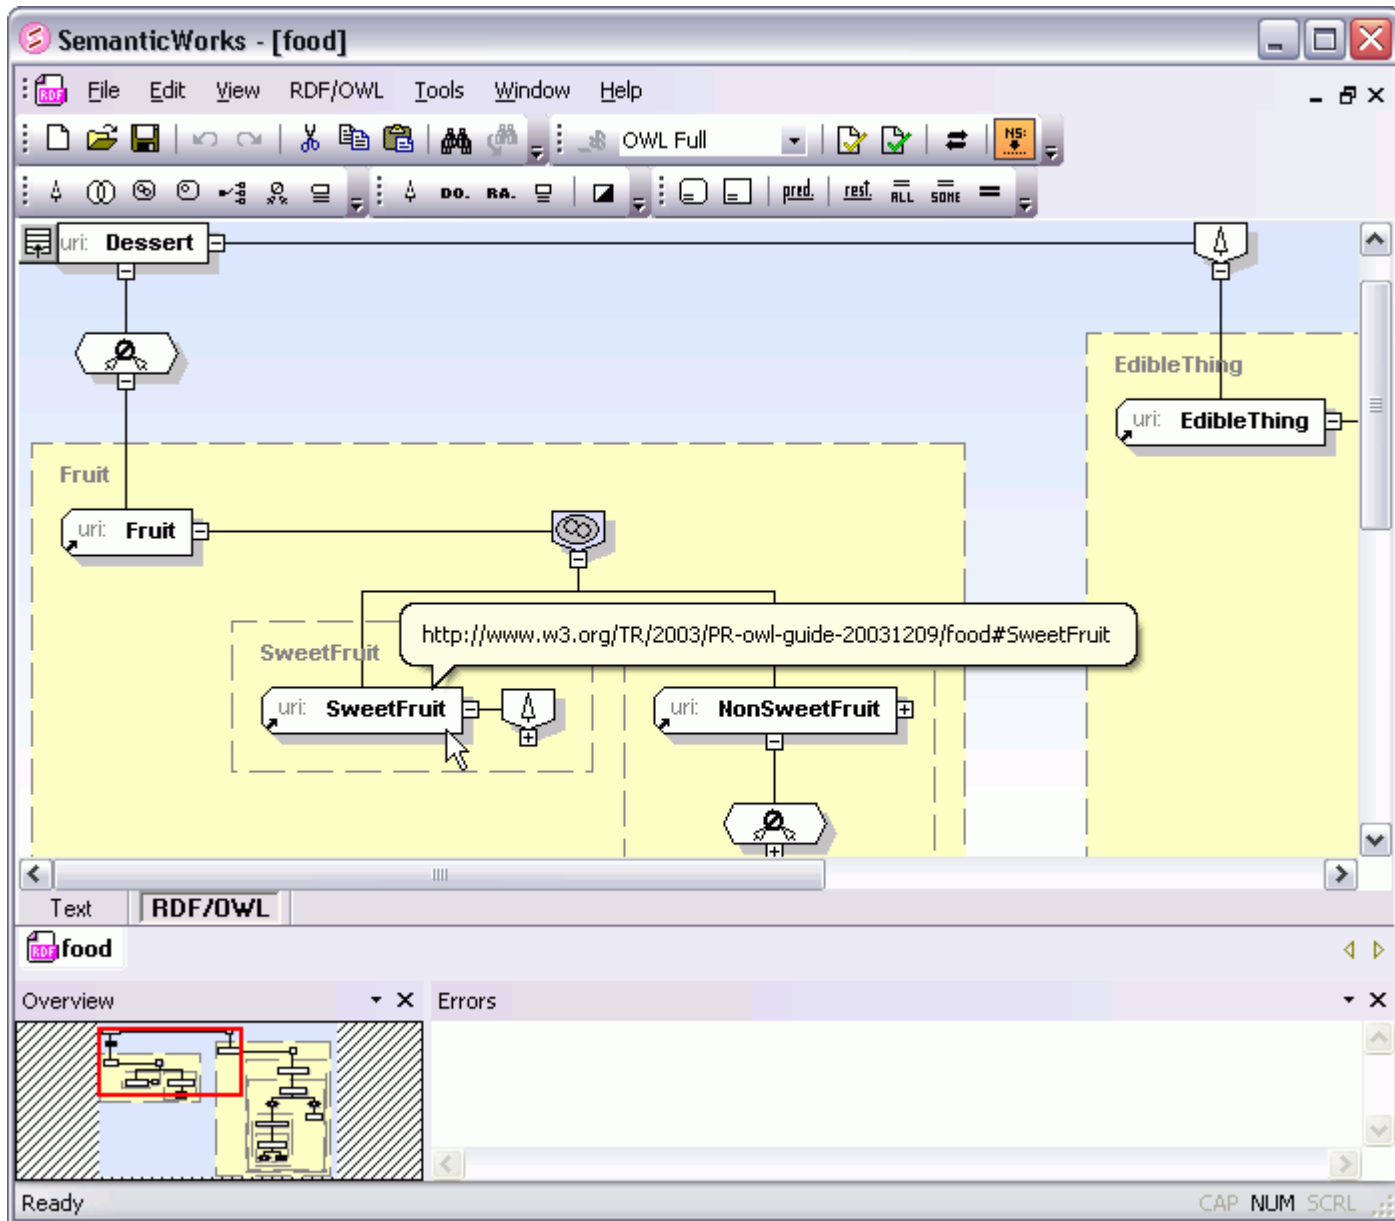 SemanticWorks - [food]
File Edit View RDF/OWL Tools Window Help
OWL Full NS:
DO. RA. pred. rest. ALL SOME
uri: Dessert
EdibleThing
uri: EdibleThing
Fruit
uri: Fruit
http://www.w3.org/TR/2003/PR-owl-guide-20031209/food#SweetFruit
SweetFruit
uri: SweetFruit
uri: NonSweetFruit
Text RDF/OWL
RDF food
Overview Errors
Ready CAP NUM SCRL